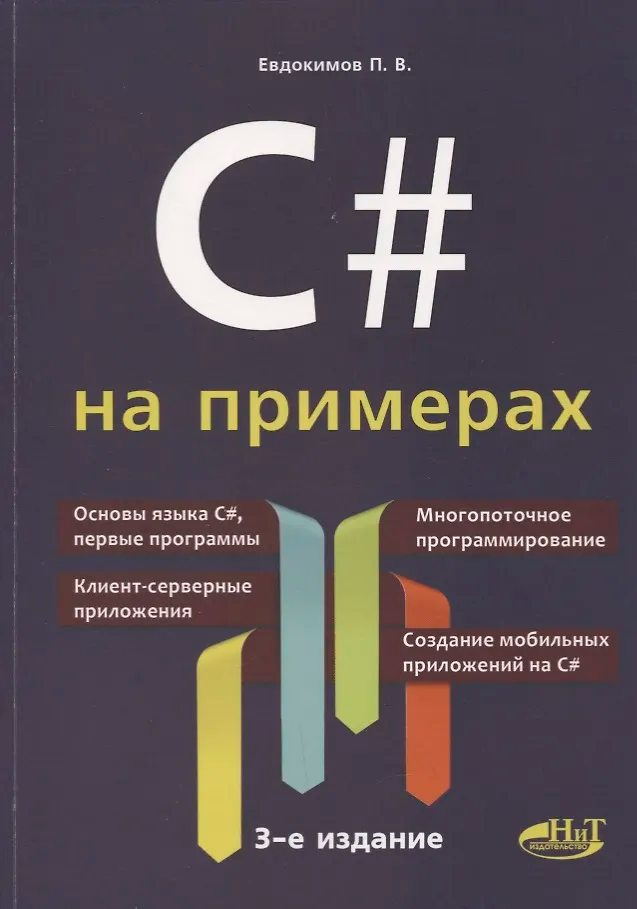 Евдокимов П. В.
C#
на примерах
Основы языка C#,
первые программы
Многопоточное
программирование
Клиент-серверные
приложения
Создание мобильных
приложений на C#
3-е издание
НиТ
издательство